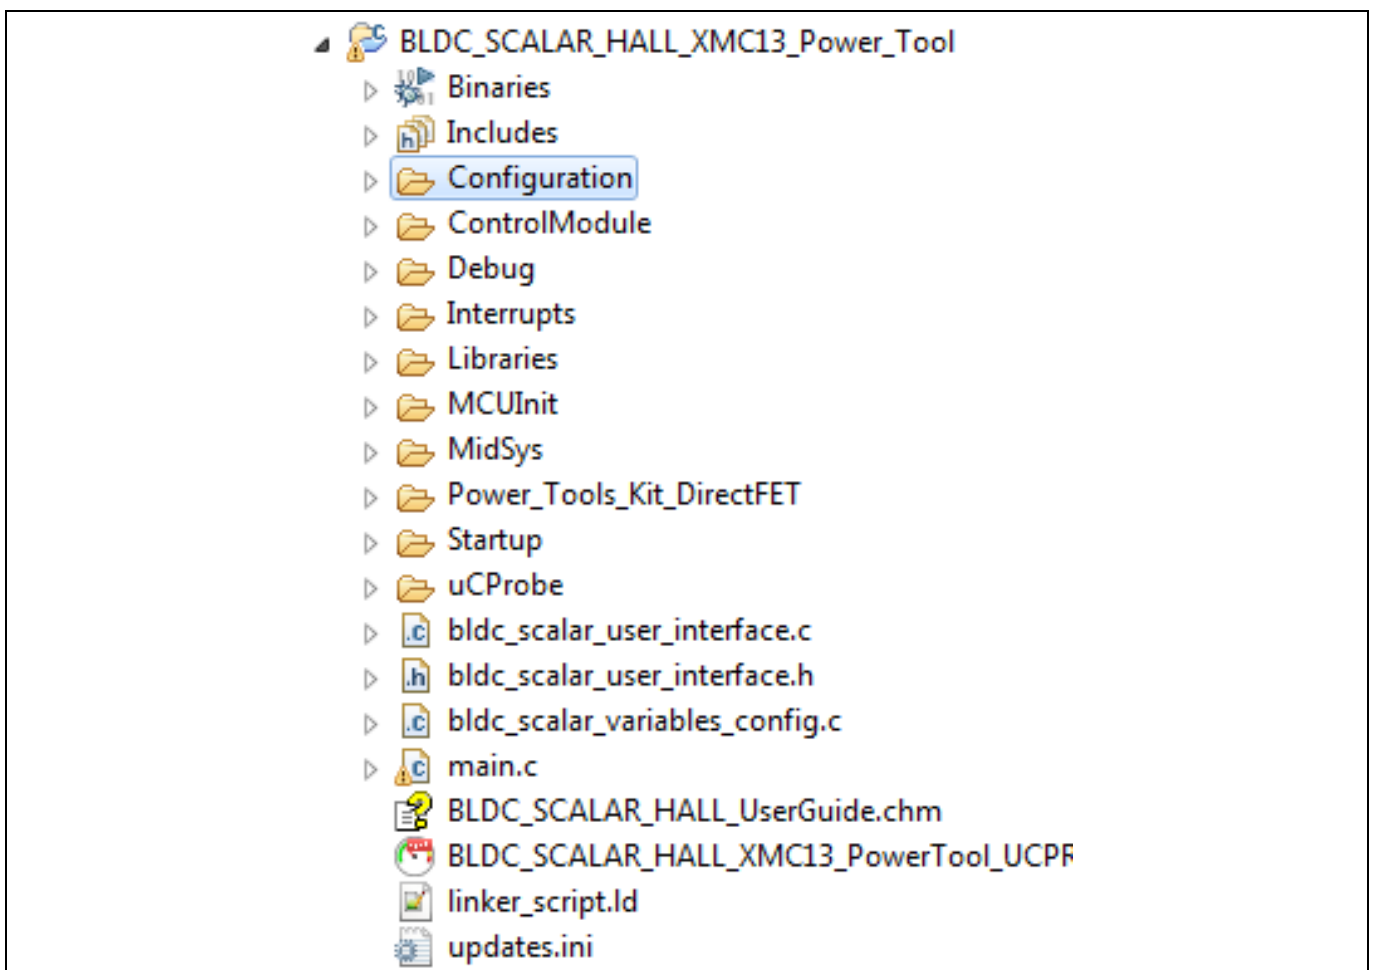 BLDC_SCALAR_HALL_XMC13_Power_Tool
Binaries
Includes
Configuration
ControlModule
Debug
Interrupts
Libraries
MCUInit
MidSys
Power_Tools_Kit_DirectFET
Startup
uCProbe
bldc_scalar_user_interface.c
bldc_scalar_user_interface.h
bldc_scalar_variables_config.c
main.c
BLDC_SCALAR_HALL_UserGuide.chm
BLDC_SCALAR_HALL_XMC13_PowerTool_UCPR
linker_script.ld
updates.ini